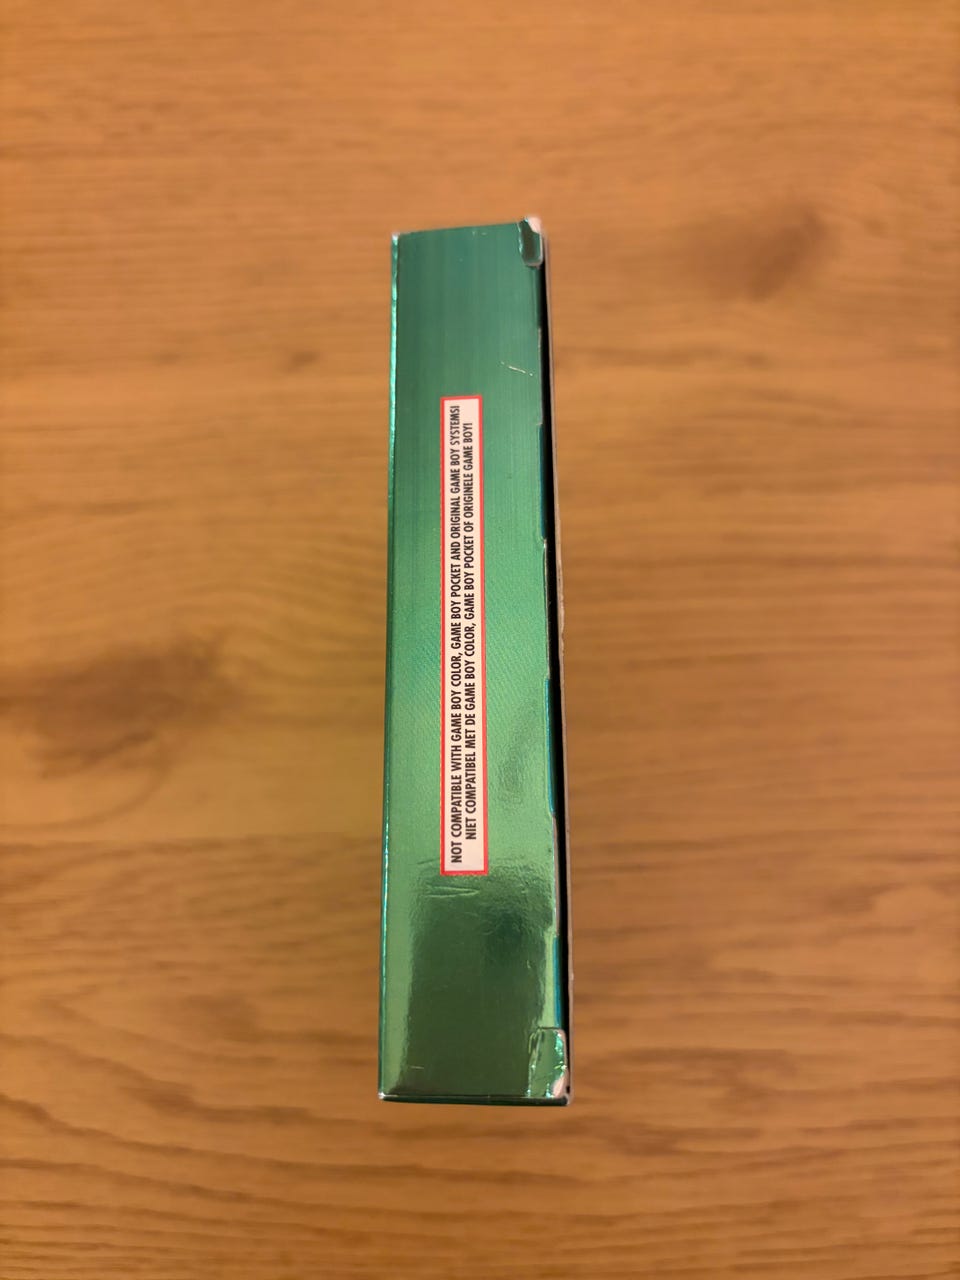 NOT COMPATIBLE WITH GAME BOY COLOR, GAME BOY POCKET AND ORIGINAL GAME BOY SYSTEMS!
NIET COMPATIBEL MET DE GAME BOY COLOR, GAME BOY POCKET OF ORIGINELE GAME BOY!